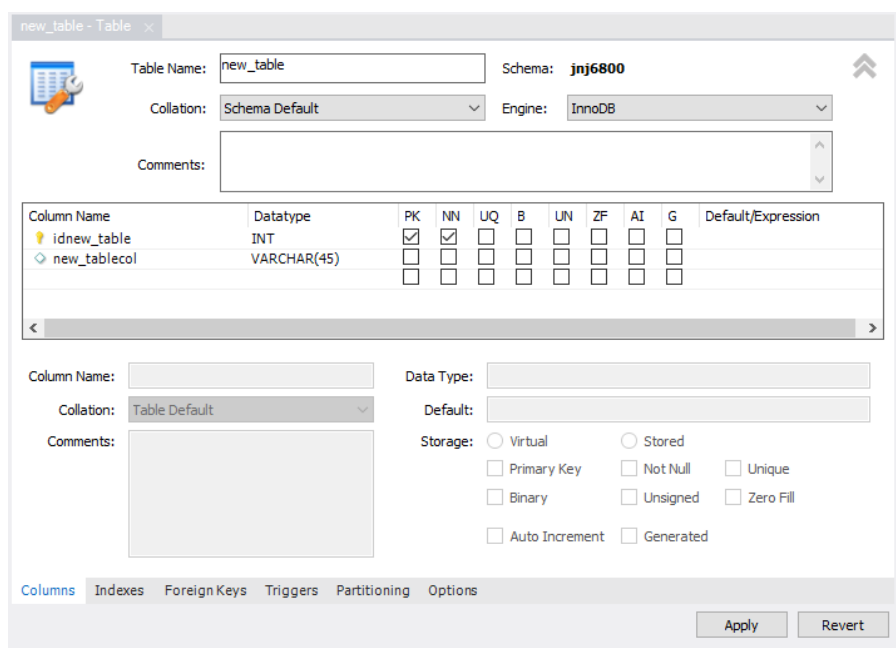 new_table - Table ×
Table Name: new_table Schema: jnj6800
Collation: Schema Default Engine: InnoDB
Comments:
Column Name Datatype PK NN UQ B UN ZF AI G Default/Expression
idnew_table INT
new_tablecol VARCHAR(45)
Column Name: Data Type:
Collation: Table Default Default:
Comments: Storage: Virtual Stored
Primary Key Not Null Unique
Binary Unsigned Zero Fill
Auto Increment Generated
Columns Indexes Foreign Keys Triggers Partitioning Options
Apply Revert